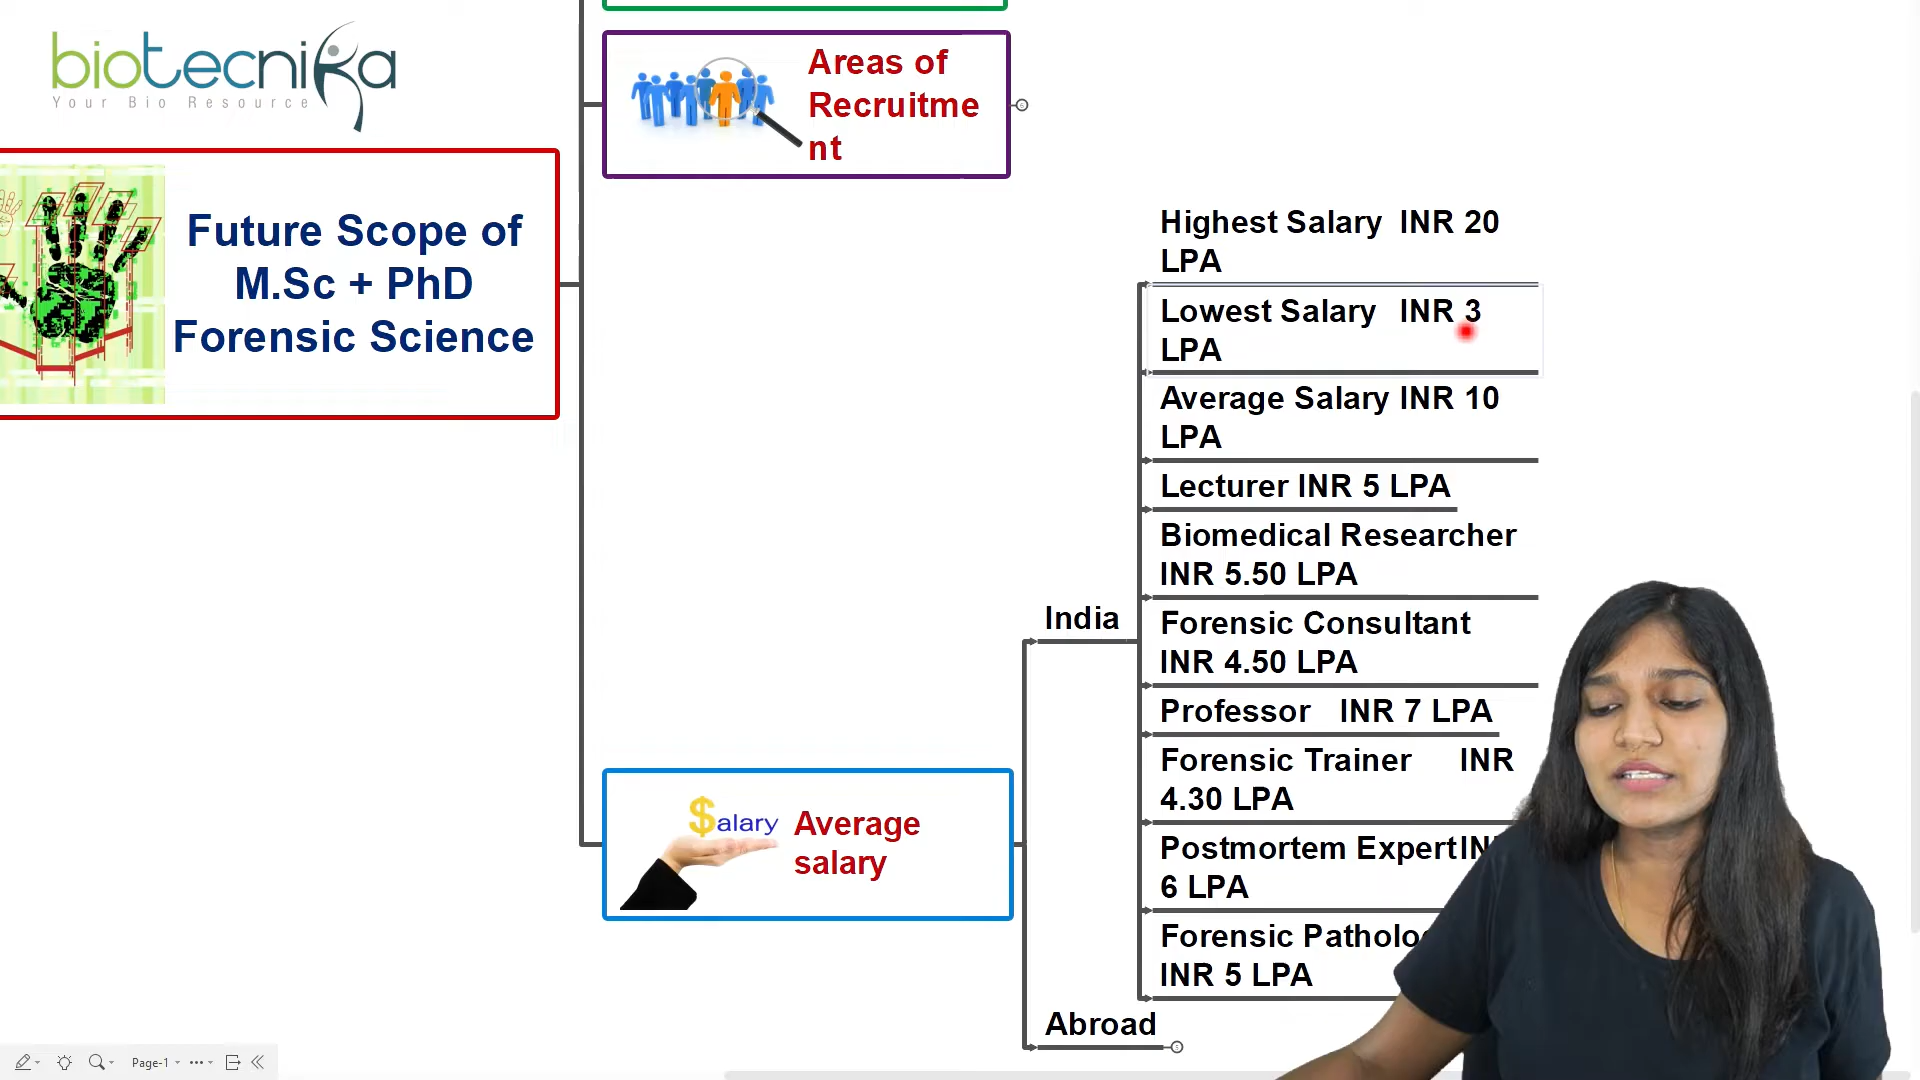 biotecnika
Your Bio Resource
Areas of
Recruitme
nt
Future Scope of
M.Sc + PhD
Forensic Science
Highest Salary INR 20
LPA
Lowest Salary INR 3
LPA
Average Salary INR 10
LPA
Lecturer INR 5 LPA
Biomedical Researcher
INR 5.50 LPA
India
Forensic Consultant
INR 4.50 LPA
Professor INR 7 LPA
Forensic Trainer INR
4.30 LPA
$alary
Average
salary
Postmortem Expert
6 LPA
Forensic
INR 5 LPA
Abroad
Page-1